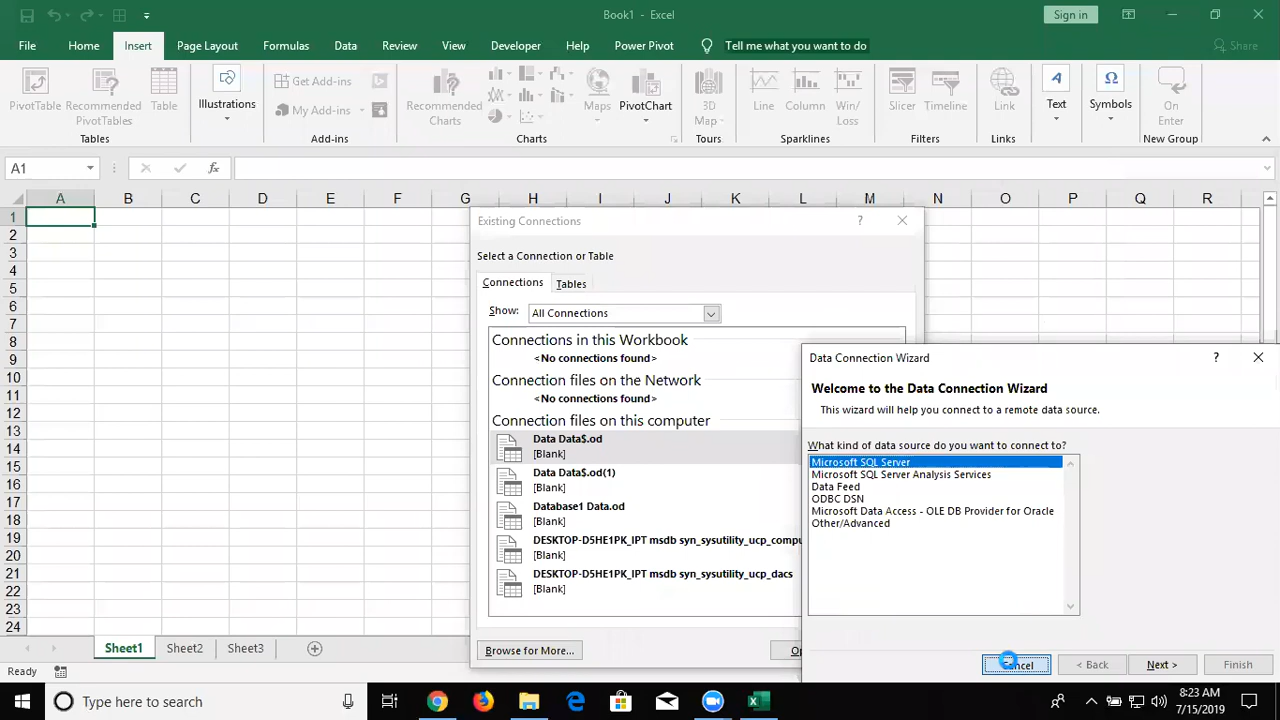 Book1 - Excel
Sign in
File Home Insert Page Layout Formulas Data Review View Developer Help Power Pivot Tell me what you want to do Share
PivotTable
Recommended PivotTables
Table
Tables
Illustrations
Get Add-ins
My Add-ins
Add-ins
Recommended Charts
Maps
PivotChart
Charts
3D Map
Tours
Line
Column
Win/Loss
Sparklines
Slicer
Timeline
Filters
Link
Links
Text
Symbols
On Enter
New Group
A1
fx
A B C D E F G H I J K L M N O P Q R
1
2
3
4
5
6
7
8
9
10
11
12
13
14
15
16
17
18
19
20
21
22
23
24
Existing Connections
?
Select a Connection or Table
Connections Tables
Show: All Connections
Connections in this Workbook
<No connections found>
Connection files on the Network
<No connections found>
Connection files on this computer
Data Data$.od
[Blank]
Data Data$.od(1)
[Blank]
Database1 Data.od
[Blank]
DESKTOP-D5HE1PK_IPT msdb syn_sysutility_ucp_compu
[Blank]
DESKTOP-D5HE1PK_IPT msdb syn_sysutility_ucp_dacs
[Blank]
Browse for More...
Data Connection Wizard
?
Welcome to the Data Connection Wizard
This wizard will help you connect to a remote data source.
What kind of data source do you want to connect to?
Microsoft SQL Server
Microsoft SQL Server Analysis Services
Data Feed
ODBC DSN
Microsoft Data Access - OLE DB Provider for Oracle
Other/Advanced
Cancel < Back Next > Finish
Sheet1 Sheet2 Sheet3
Ready
Type here to search
8:23 AM
7/15/2019